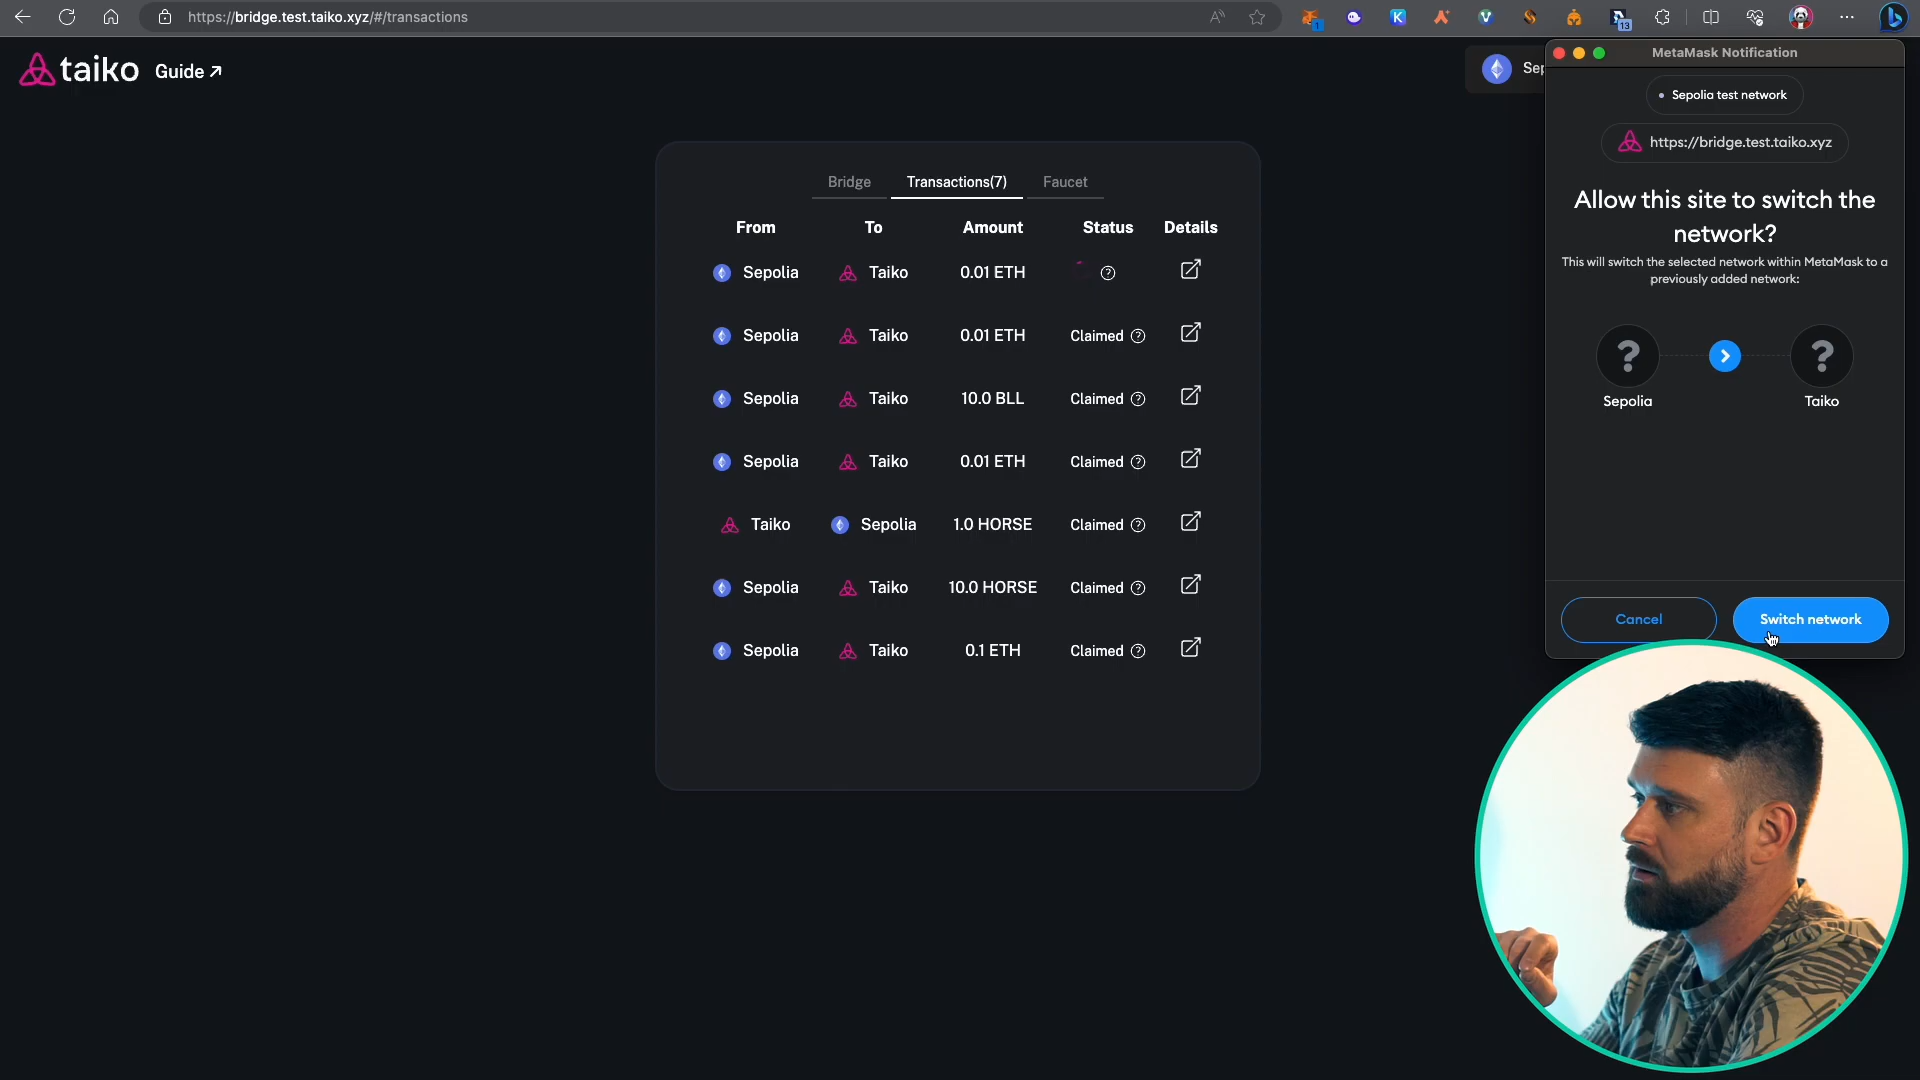 https://bridge.test.taiko.xyz/#/transactions
1
13
MetaMask Notification
taiko
Guide ↗
Sepolia test network
https://bridge.test.taiko.xyz
Allow this site to switch the
network?
This will switch the selected network within MetaMask to a
previously added network:
? ?
Sepolia Taiko
Cancel Switch network
Bridge Transactions(7) Faucet
From To Amount Status Details
Sepolia Taiko 0.01 ETH ?
Sepolia Taiko 0.01 ETH Claimed ?
Sepolia Taiko 10.0 BLL Claimed ?
Sepolia Taiko 0.01 ETH Claimed ?
Taiko Sepolia 1.0 HORSE Claimed ?
Sepolia Taiko 10.0 HORSE Claimed ?
Sepolia Taiko 0.1 ETH Claimed ?